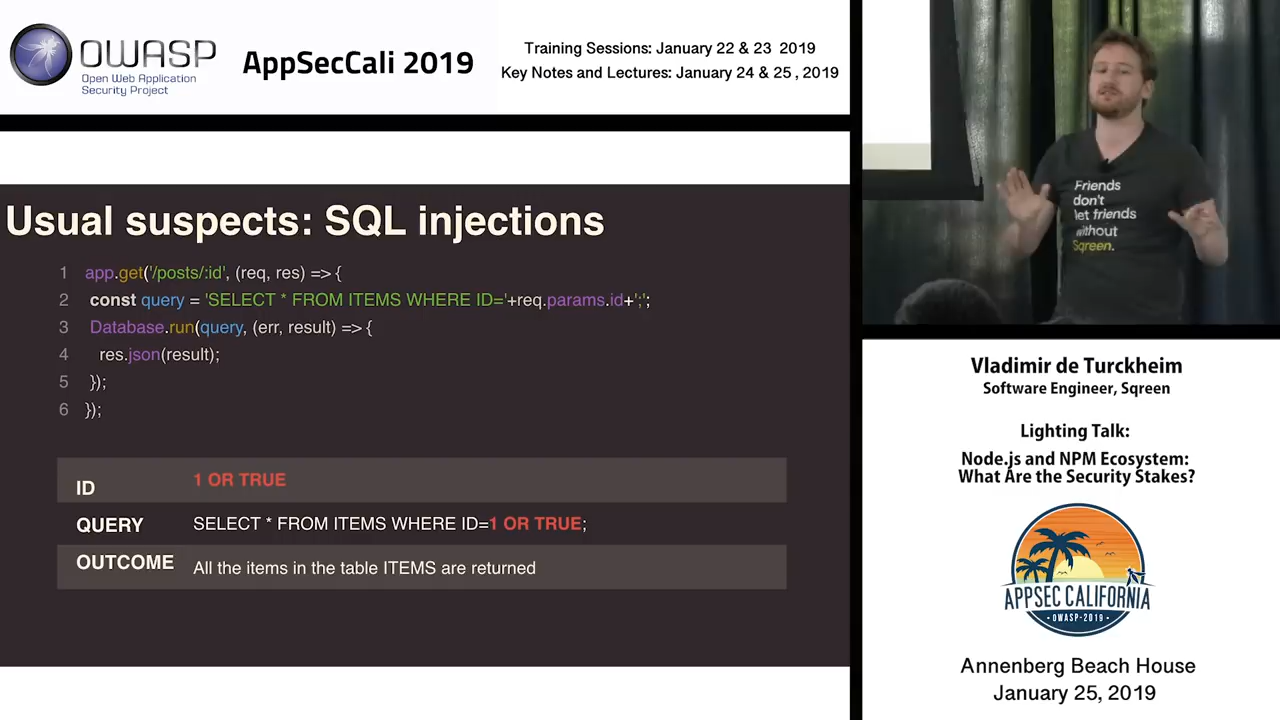 OWASP
Open Web Application
Security Project
AppSecCali 2019
Training Sessions: January 22 & 23 2019
Key Notes and Lectures: January 24 & 25 , 2019
Usual suspects: SQL injections
1 app.get('/posts/:id', (req, res) => {
2 const query = 'SELECT * FROM ITEMS WHERE ID='+req.params.id+';';
3 Database.run(query, (err, result) => {
4 res.json(result);
5 });
6 });
ID 1 OR TRUE
QUERY SELECT * FROM ITEMS WHERE ID=1 OR TRUE;
OUTCOME All the items in the table ITEMS are returned
Friends
don't
let friends
without
Sqreen.
Vladimir de Turckheim
Software Engineer, Sqreen
Lighting Talk:
Node.js and NPM Ecosystem:
What Are the Security Stakes?
APPSEC CALIFORNIA
• OWASP-2019 •
Annenberg Beach House
January 25, 2019